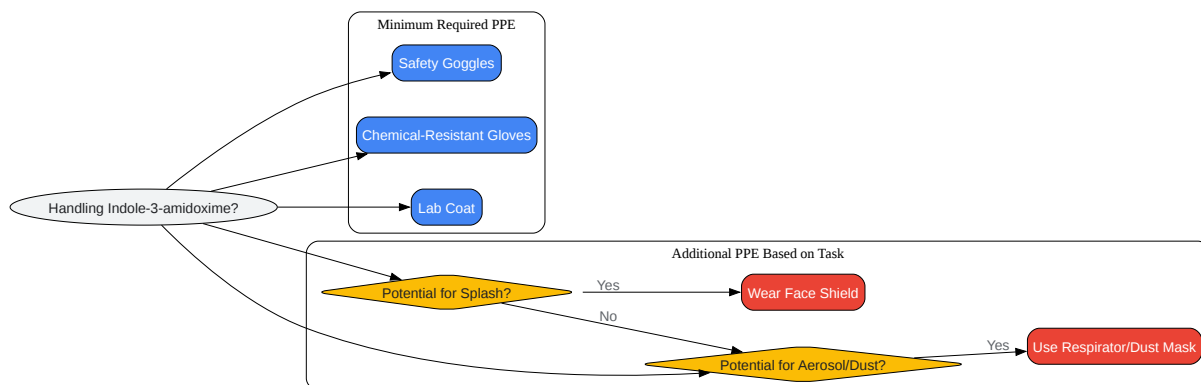 Minimum Required PPE
Safety Goggles
Chemical-Resistant Gloves
Handling Indole-3-amidoxime?
Lab Coat
Additional PPE Based on Task
Potential for Splash?
Yes
Wear Face Shield
No
Potential for Aerosol/Dust?
Yes
Use Respirator/Dust Mask